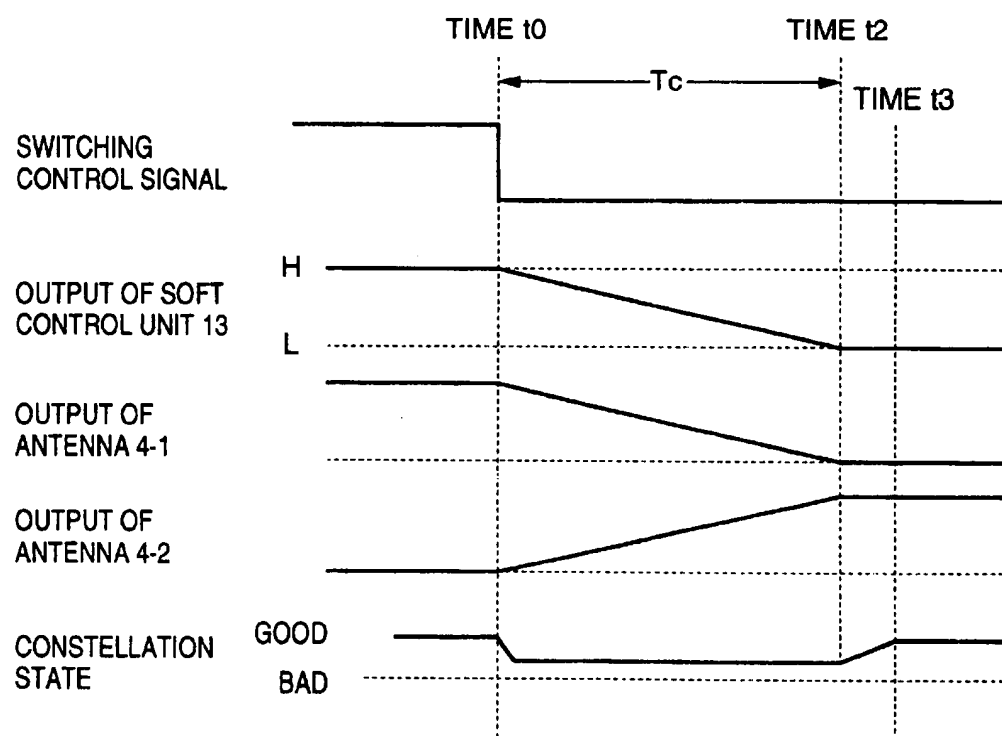 TIME t0
TIME t2
Tc
TIME t3
SWITCHING
CONTROL SIGNAL
H
OUTPUT OF SOFT
CONTROL UNIT 13
L
OUTPUT OF
ANTENNA 4-1
OUTPUT OF
ANTENNA 4-2
GOOD
CONSTELLATION
STATE
BAD